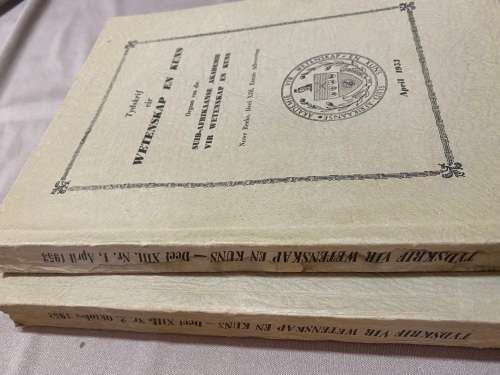 Tydskrif
vir
WETENSKAP EN KUNS
Orgaan van die
SUID-AFRIKAANSE AKADEMIE
VIR WETENSKAP EN KUNS
Nuwe Reeks, Deel XIII, Eerste Aflewering
April 1953
TYDSKRIF VIR WETENSKAP EN KUNS — Deel XIII. Nr. 1, April 1953
TYDSKRIF VIR WETENSKAP EN KUNS — Deel XIII, Nr. 2, Oktober 1953